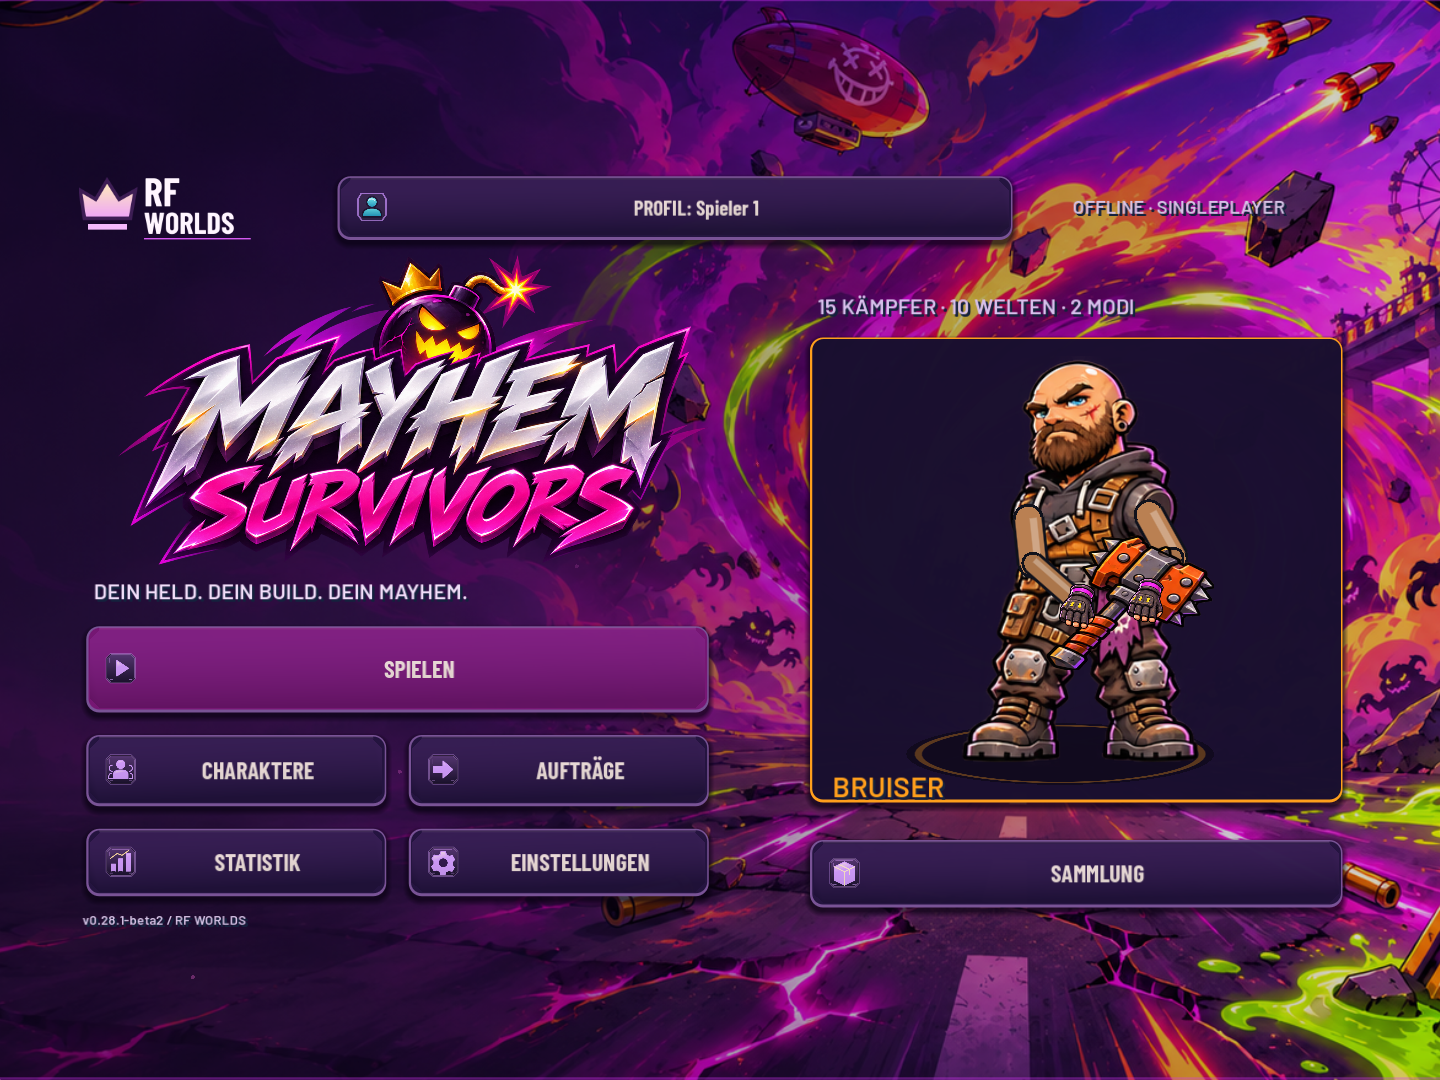 RF
WORLDS
PROFIL: Spieler 1
OFFLINE · SINGLEPLAYER
MAYHEM
SURVIVORS
DEIN HELD. DEIN BUILD. DEIN MAYHEM.
SPIELEN
CHARAKTERE
AUFTRÄGE
STATISTIK
EINSTELLUNGEN
v0.28.1-beta2 / RF WORLDS
15 KÄMPFER · 10 WELTEN · 2 MODI
BRUISER
SAMMLUNG